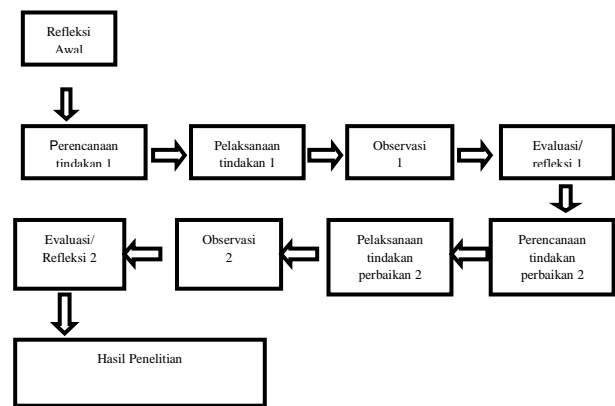 Refleksi
Awal
Perencanaan
tindakan 1
Pelaksanaan
tindakan 1
Observasi
1
Evaluasi/
refleksi 1
Perencanaan
tindakan
perbaikan 2
Pelaksanaan
tindakan
perbaikan 2
Observasi
2
Evaluasi/
Refleksi 2
Hasil Penelitian